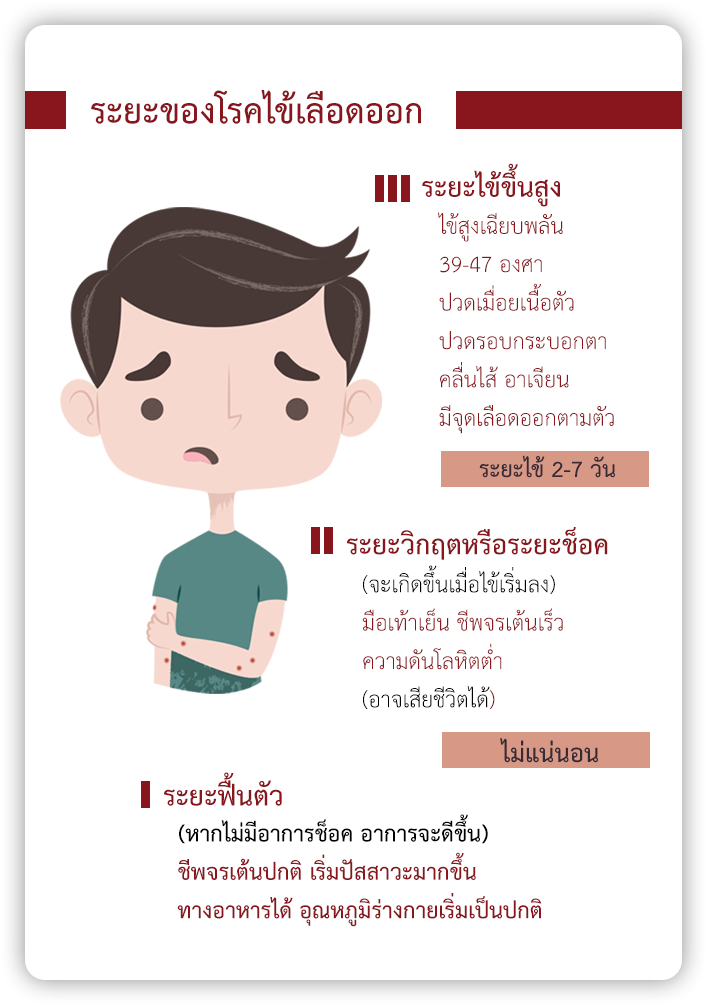 ระยะของโรคไข้เลือดออก
ระยะไข้ขึ้นสูง
ไข้สูงเฉียบพลัน
39-47 องศา
ปวดเมื่อยเนื้อตัว
ปวดรอบกระบอกตา
คลื่นไส้ อาเจียน
มีจุดเลือดออกตามตัว
ระยะไข้ 2-7 วัน
ระยะวิกฤตหรือระยะช็อค
(จะเกิดขึ้นเมื่อไข้เริ่มลง)
มือเท้าเย็น ชีพจรเต้นเร็ว
ความดันโลหิตต่ำ
(อาจเสียชีวิตได้)
ไม่แน่นอน
ระยะฟื้นตัว
(หากไม่มีอาการช็อค อาการจะดีขึ้น)
ชีพจรเต้นปกติ เริ่มปัสสาวะมากขึ้น
ทางอาหารได้ อุณหภูมิร่างกายเริ่มเป็นปกติ